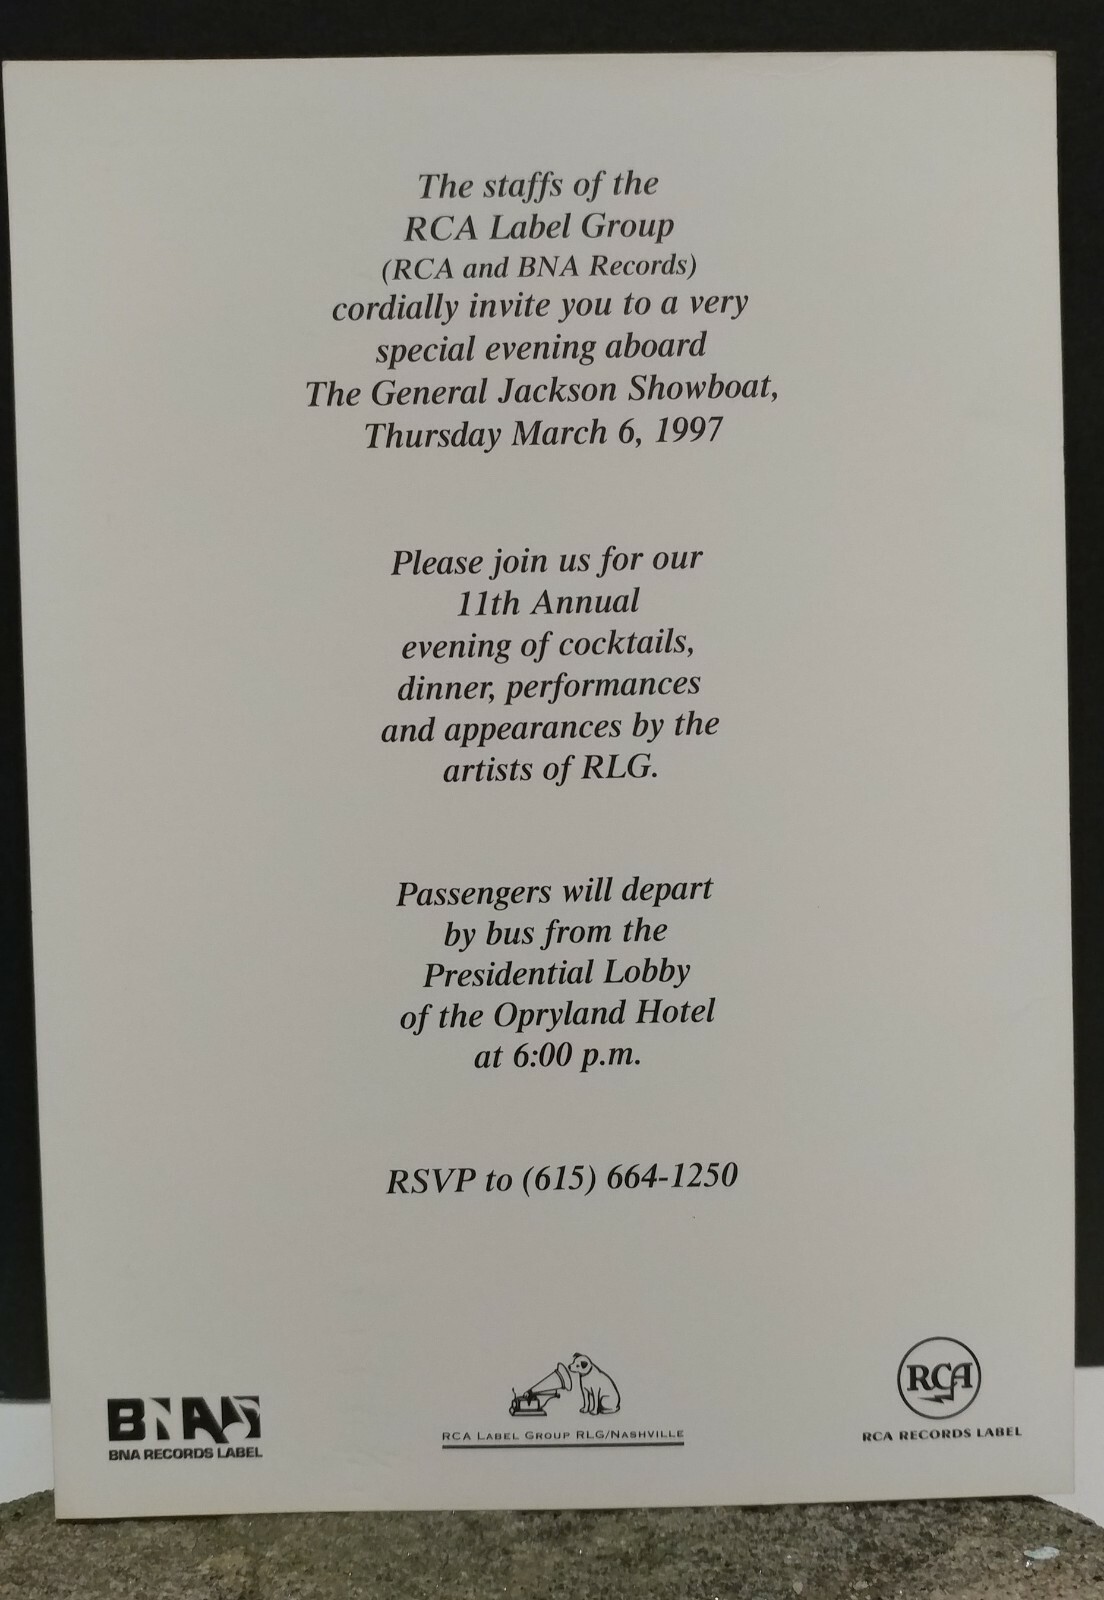 The staffs of the
RCA Label Group
(RCA and BNA Records)
cordially invite you to a very
special evening aboard
The General Jackson Showboat,
Thursday March 6, 1997
Please join us for our
11th Annual
evening of cocktails,
dinner, performances
and appearances by the
artists of RLG.
Passengers will depart
by bus from the
Presidential Lobby
of the Opryland Hotel
at 6:00 p.m.
RSVP to (615) 664-1250
BNA
BNA RECORDS LABEL
RCA LABEL GROUP RLG/NASHVILLE
RCA
RCA RECORDS LABEL